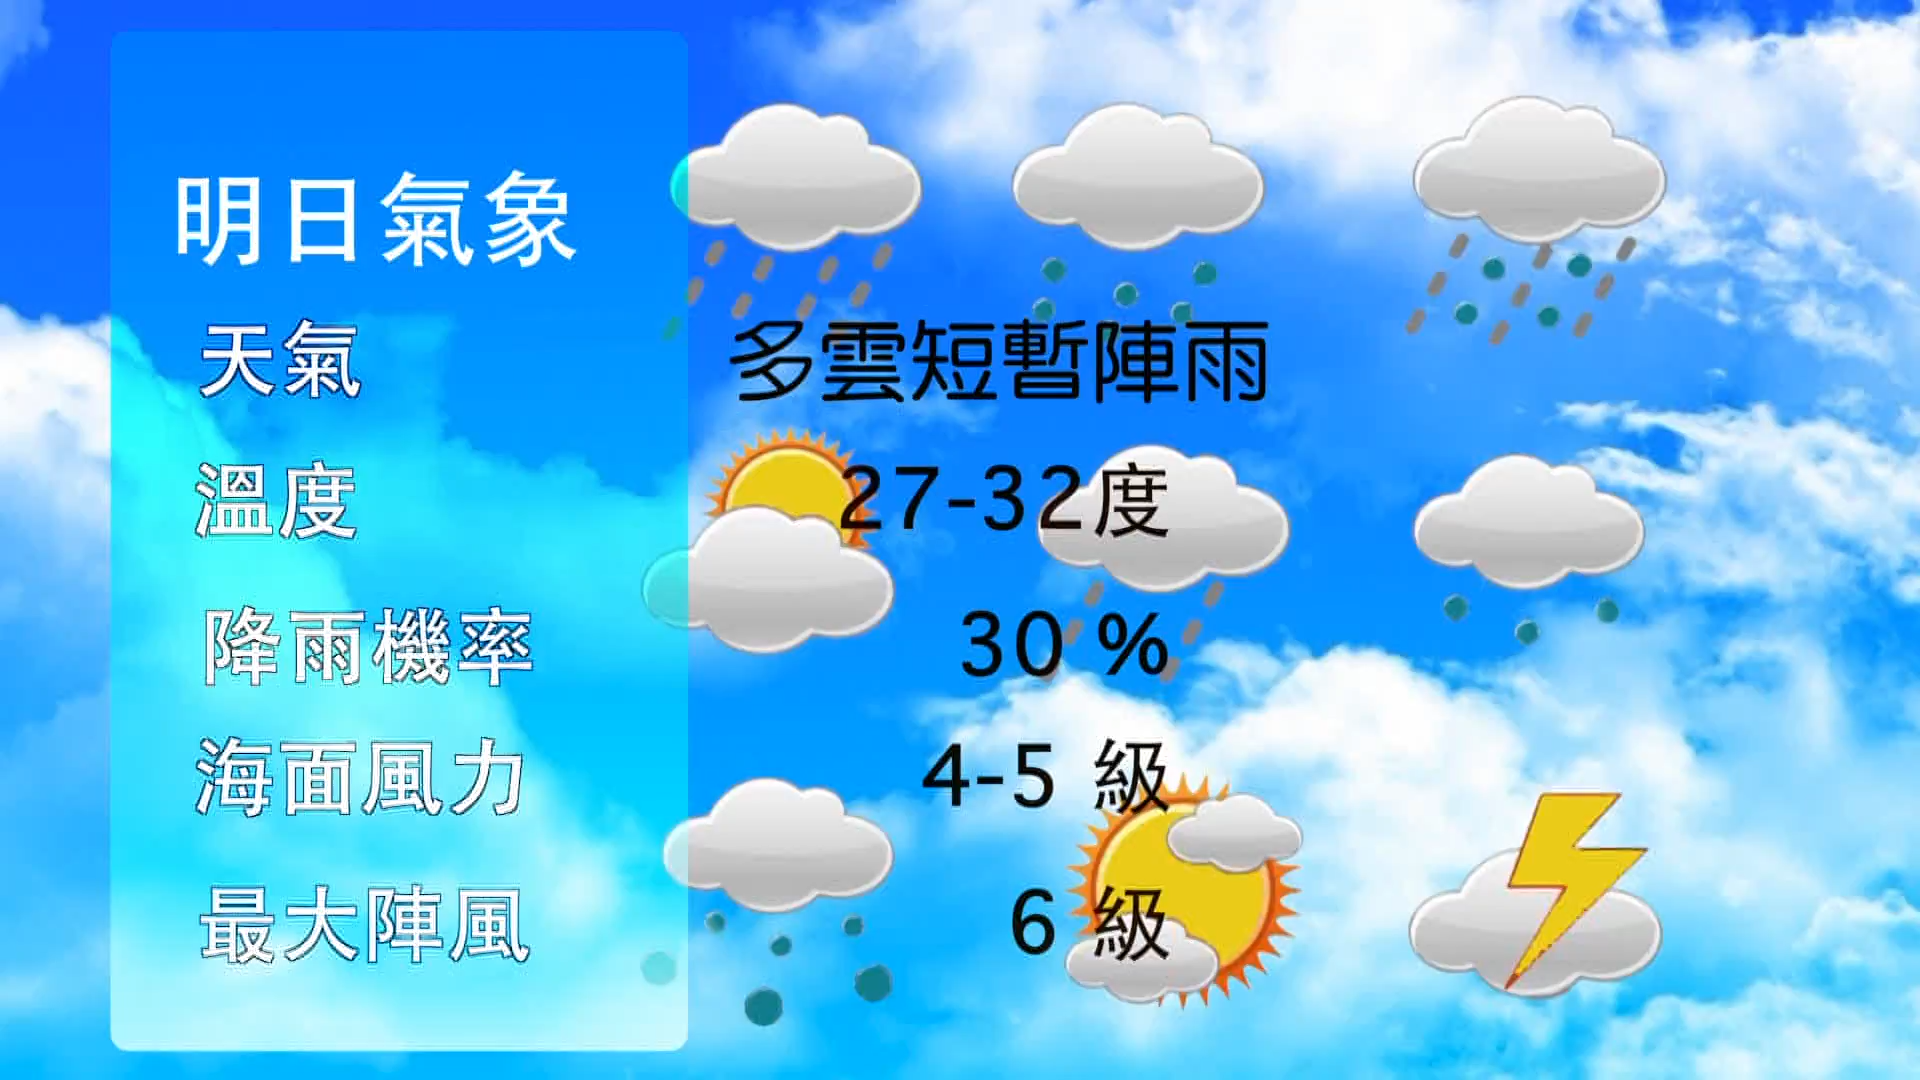 明日氣象
天氣 多雲短暫陣雨
溫度 27-32度
降雨機率 30 %
海面風力 4-5 級
最大陣風 6 級